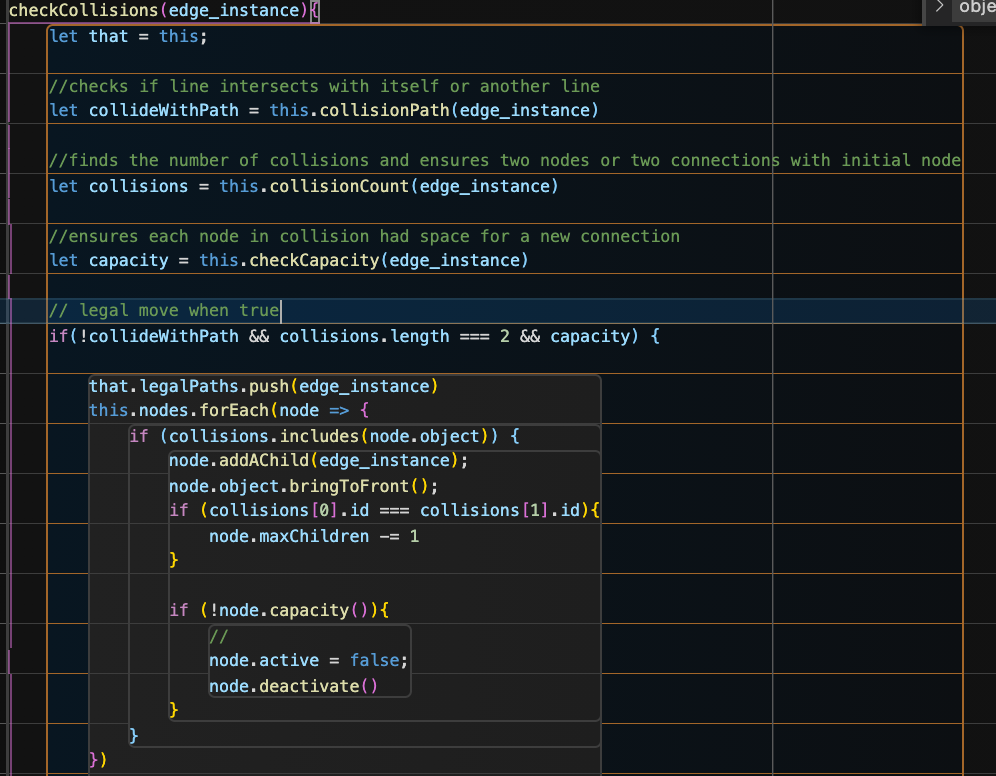 checkCollisions(edge_instance){
obje
let that = this;
//checks if line intersects with itself or another line
let collideWithPath = this.collisionPath(edge_instance)
//finds the number of collisions and ensures two nodes or two connections with initial node
let collisions = this.collisionCount(edge_instance)
//ensures each node in collision had space for a new connection
let capacity = this.checkCapacity(edge_instance)
// legal move when true
if(!collideWithPath && collisions.length === 2 && capacity) {
that.legalPaths.push(edge_instance)
this.nodes.forEach(node => {
if (collisions.includes(node.object)) {
node.addAChild(edge_instance);
node.object.bringToFront();
if (collisions[0].id === collisions[1].id){
node.maxChildren -= 1
}
if (!node.capacity()){
//
node.active = false;
node.deactivate()
}
}
})